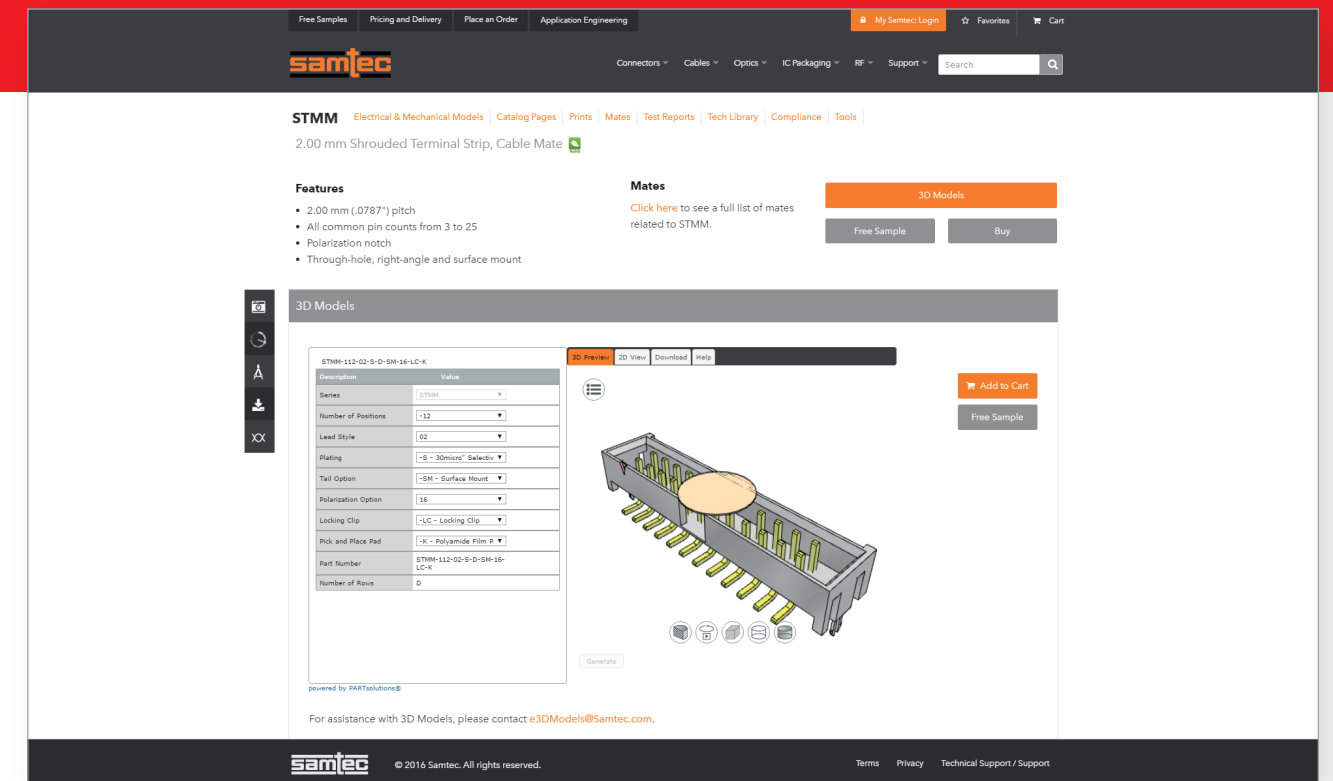 Free Samples Pricing and Delivery Place an Order Application Engineering My Samtec: Login Favorites Cart
samtec
Connectors Cables Optics IC Packaging RF Support Search
STMM Electrical & Mechanical Models Catalog Pages Prints Mates Test Reports Tech Library Compliance Tools
2.00 mm Shrouded Terminal Strip, Cable Mate
Features
• 2.00 mm (.0787") pitch
• All common pin counts from 3 to 25
• Polarization notch
• Through-hole, right-angle and surface mount
Mates
Click here to see a full list of mates
related to STMM.
3D Models
Free Sample Buy
3D Models
STMM-112-02-S-D-SM-16-LC-K
Description Value
Series STMM
Number of Positions -12
Lead Style 02
Plating -S - 30micro" Selectiv
Tail Option -SM - Surface Mount
Polarization Option 16
Locking Clip -LC - Locking Clip
Pick and Place Pad -K - Polyamide Film P
Part Number STMM-112-02-S-D-SM-16-
LC-K
Number of Rows D
3D Preview 2D View Download Help
Add to Cart
Free Sample
Generate
powered by PARTsolutions®
For assistance with 3D Models, please contact e3DModels@Samtec.com.
samtec © 2016 Samtec. All rights reserved. Terms Privacy Technical Support / Support